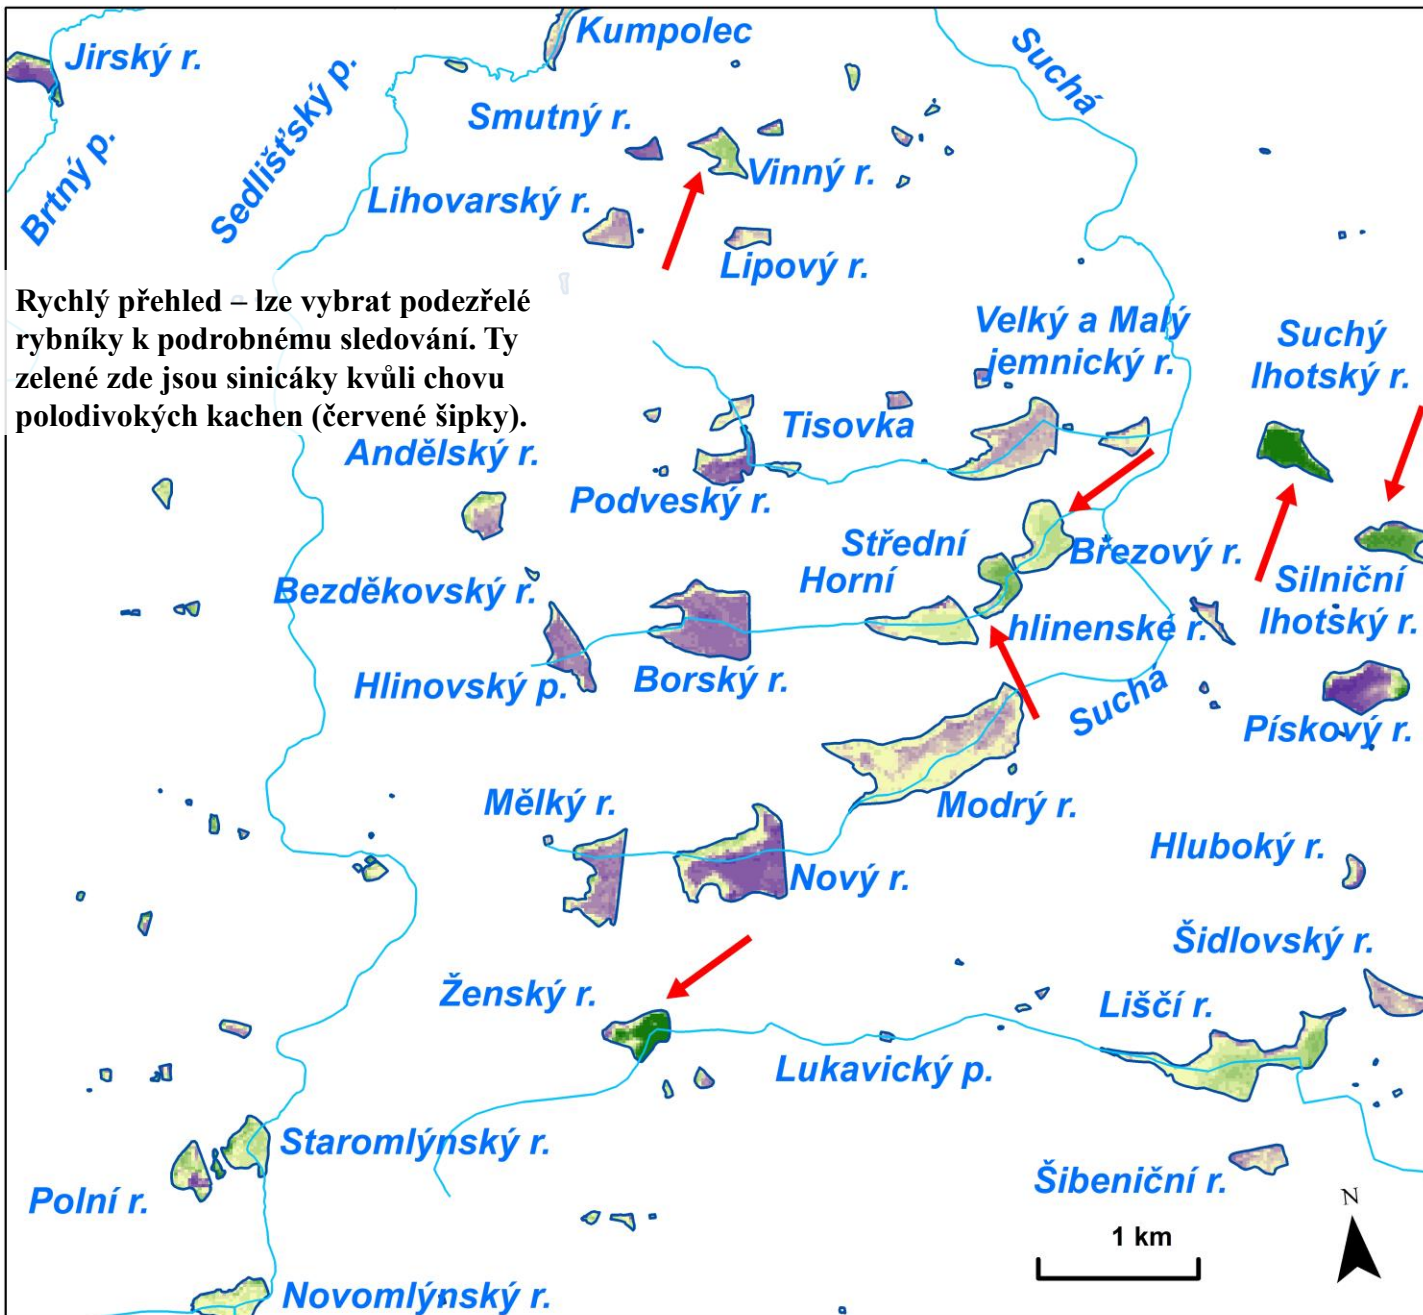 Kumpolec
Jirský r.
Suchá
Sedlišťský p.
Smutný r.
Brtný p.
Vinný r.
Lihovarský r.
Lipový r.
Rychlý přehled – lze vybrat podezřelé
rybníky k podrobnému sledování. Ty
zelené zde jsou sinicáky kvůli chovu
polodivokých kachen (červené šipky).
Velký a Malý
jemnický r.
Suchý
lhotský r.
Tisovka
Andělský r.
Podveský r.
Střední
Březový r.
Horní
Bezděkovský r.
Silniční
lhotský r.
hlinenské r.
Hlinovský p.
Borský r.
Suchá
Pískový r.
Mělký r.
Modrý r.
Hluboký r.
Nový r.
Šidlovský r.
Ženský r.
Liščí r.
Lukavický p.
Staromlýnský r.
Šibeniční r.
Polní r.
N
1 km
Novomlýnský r.